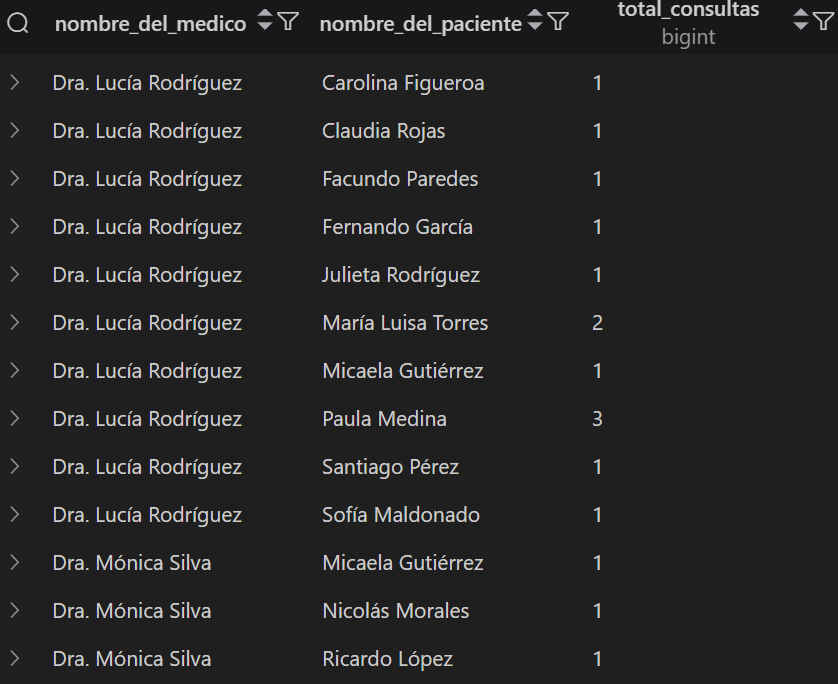 nombre_del_medico nombre_del_paciente total_consultas
bigint
Dra. Lucía Rodríguez Carolina Figueroa 1
Dra. Lucía Rodríguez Claudia Rojas 1
Dra. Lucía Rodríguez Facundo Paredes 1
Dra. Lucía Rodríguez Fernando García 1
Dra. Lucía Rodríguez Julieta Rodríguez 1
Dra. Lucía Rodríguez María Luisa Torres 2
Dra. Lucía Rodríguez Micaela Gutiérrez 1
Dra. Lucía Rodríguez Paula Medina 3
Dra. Lucía Rodríguez Santiago Pérez 1
Dra. Lucía Rodríguez Sofía Maldonado 1
Dra. Mónica Silva Micaela Gutiérrez 1
Dra. Mónica Silva Nicolás Morales 1
Dra. Mónica Silva Ricardo López 1